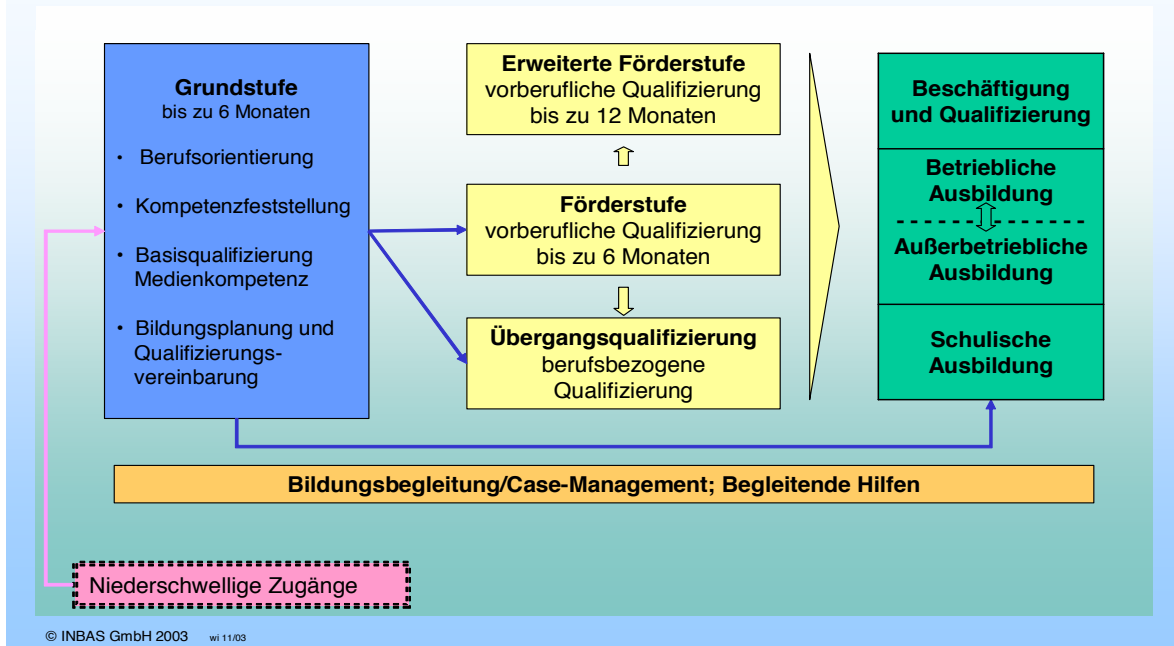 Grundstufe
bis zu 6 Monaten
• Berufsorientierung
• Kompetenzfeststellung
• Basisqualifizierung
Medienkompetenz
• Bildungsplanung und
Qualifizierungs-
vereinbarung
Erweiterte Förderstufe
vorberufliche Qualifizierung
bis zu 12 Monaten
Förderstufe
vorberufliche Qualifizierung
bis zu 6 Monaten
Übergangsqualifizierung
berufsbezogene
Qualifizierung
Beschäftigung
und Qualifizierung
Betriebliche
Ausbildung
Außerbetriebliche
Ausbildung
Schulische
Ausbildung
Bildungsbegleitung/Case-Management; Begleitende Hilfen
Niederschwellige Zugänge
© INBAS GmbH 2003 wi 11/03